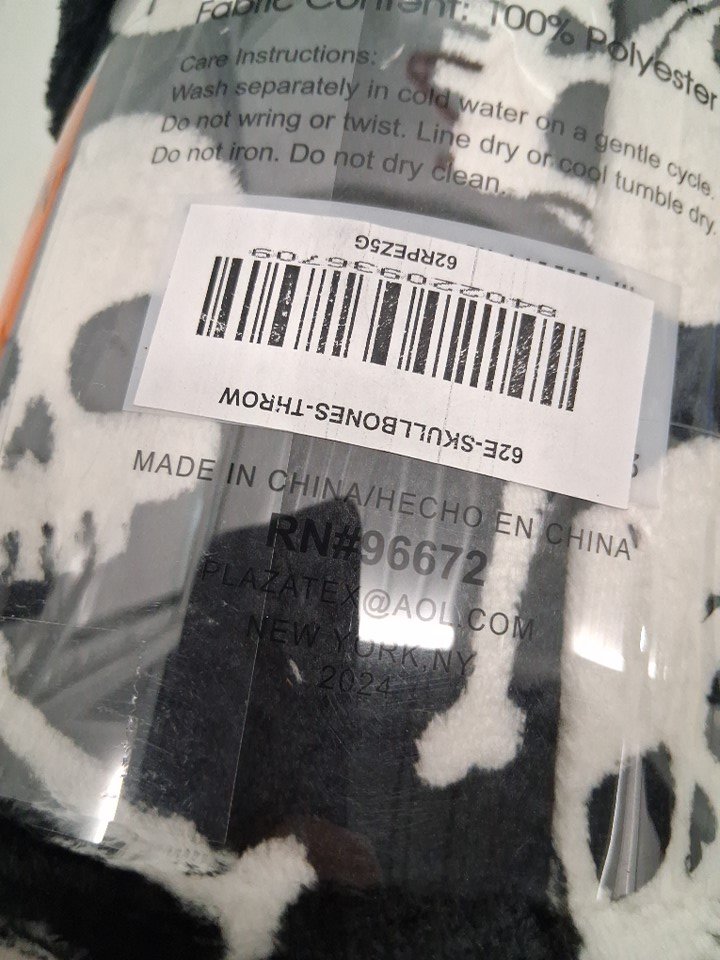 Fabric Content: 100% Polyester
Care Instructions:
Wash separately in cold water on a gentle cycle.
Do not wring or twist. Line dry or cool tumble dry.
Do not iron. Do not dry clean.
62E-SKULLBONES-THROW
840220936709
62RPEZ5G
MADE IN CHINA/HECHO EN CHINA
RN#96672
PLAZATEX@AOL.COM
NEW YORK,NY
2024